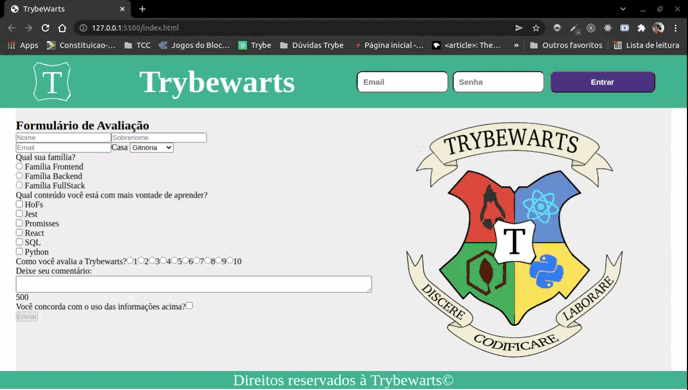 TrybeWarts
127.0.0.1:5500/index.html
Apps Constituicao-... TCC Jogos do Bloc... Trybe Dúvidas Trybe Página inicial -... <article>: The... » Outros favoritos Lista de leitura
T Trybewarts Email Senha Entrar
Formulário de Avaliação
Nome Sobrenome
Email Casa Gitnória
Qual sua família?
Família Frontend
Família Backend
Família FullStack
Qual conteúdo você está com mais vontade de aprender?
HoFs
Jest
Promisses
React
SQL
Python
Como você avalia a Trybewarts? 1 2 3 4 5 6 7 8 9 10
Deixe seu comentário:
500
Você concorda com o uso das informações acima?
Enviar
TRYBEWARTS
T
DISCERE
CODIFICARE
LABORARE
Direitos reservados à Trybewarts©